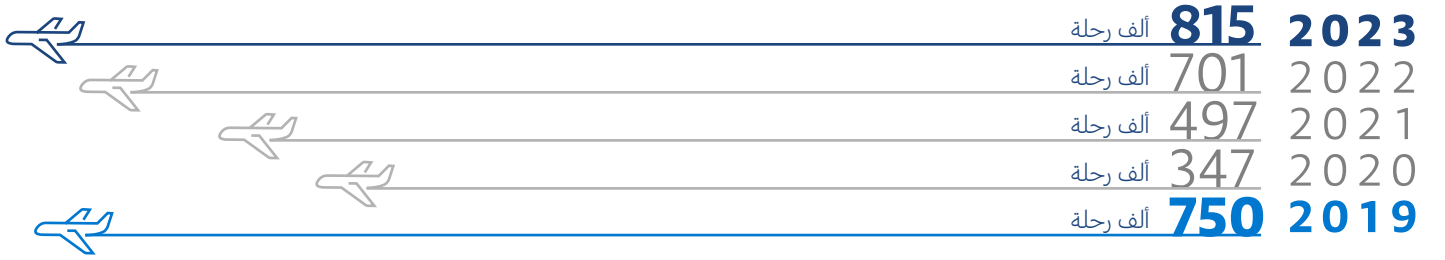 2023 815 ألف رحلة
2022 701 ألف رحلة
2021 497 ألف رحلة
2020 347 ألف رحلة
2019 750 ألف رحلة